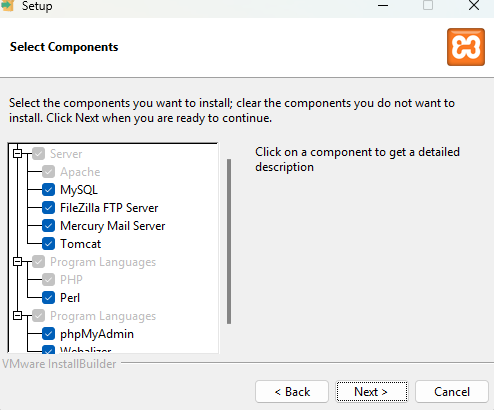 Setup
Select Components
Select the components you want to install; clear the components you do not want to
install. Click Next when you are ready to continue.
Server
Apache
MySQL
FileZilla FTP Server
Mercury Mail Server
Tomcat
Program Languages
PHP
Perl
Program Languages
phpMyAdmin
Webalizer
Click on a component to get a detailed
description
VMware InstallBuilder
< Back
Next >
Cancel